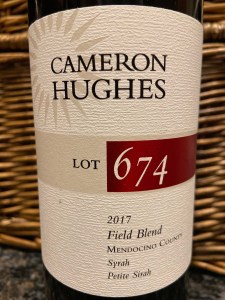 CAMERON
HUGHES
LOT 674
2017
Field Blend
MENDOCINO COUNTY
Syrah
Petite Sirah